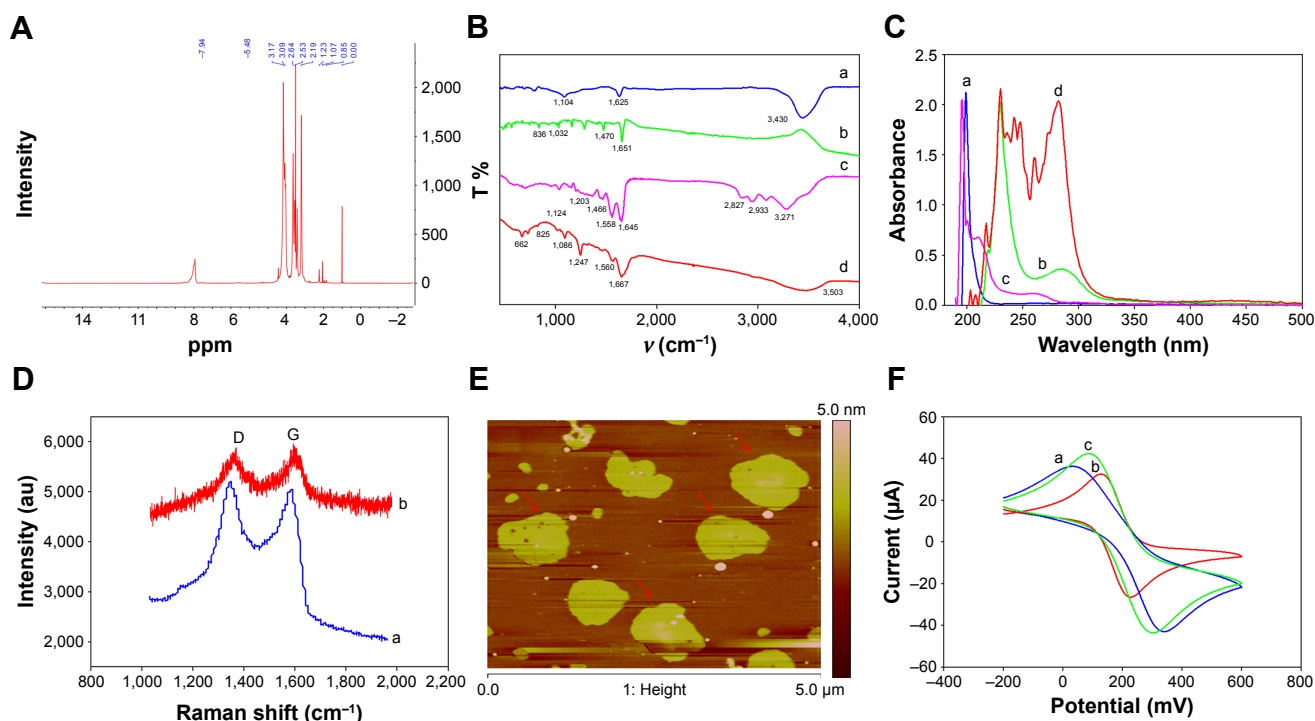 A
−7.94
−5.48
3.17
3.09
2.64
2.53
2.19
1.23
1.07
0.85
0.00
Intensity
2,000
1,500
1,000
500
0
14 11 8 6 4 2 0 −2
ppm
B
T %
a
1,104 1,625 3,430
b
836 1,032 1,470 1,651
c
1,124 1,203 1,466 1,558 1,645 2,827 2,933 3,271
d
662 825 1,086 1,247 1,560 1,667 3,503
1,000 2,000 3,000 4,000
ν (cm−1)
C
Absorbance
2.5
2.0
1.5
1.0
0.5
0.0
a
d
b
c
200 250 300 350 400 450 500
Wavelength (nm)
D
Intensity (au)
6,000
5,000
4,000
3,000
2,000
D G
b
a
800 1,000 1,200 1,400 1,600 1,800 2,000 2,200
Raman shift (cm−1)
E
5.0 nm
0.0 1: Height 5.0 µm
F
Current (µA)
60
40
20
0
−20
−40
−60
c
a
b
−400 −200 0 200 400 600 800
Potential (mV)